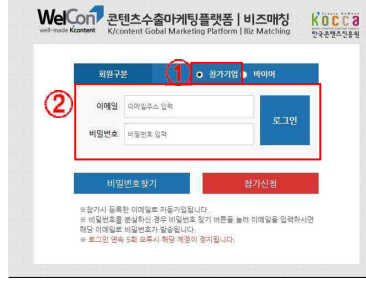 WelCon 콘텐츠수출마케팅플랫폼 | 비즈매칭
well-made Kcontent K/content Gobal Marketing Platform | Biz Matching
KOCCA
한국콘텐츠진흥원
회원구분 ① 참가기업 바이어
②
이메일 이메일주소 입력
비밀번호 비밀번호 입력
로그인
비밀번호찾기 참가신청
※참가시 등록한 이메일로 자동가입됩니다.
※ 비밀번호를 분실하신 경우 비밀번호 찾기 버튼을 눌러 이메일을 입력하시면
해당 이메일로 비밀번호가 발송됩니다.
※ 로그인 연속 5회 오류시 해당 계정이 정지됩니다.